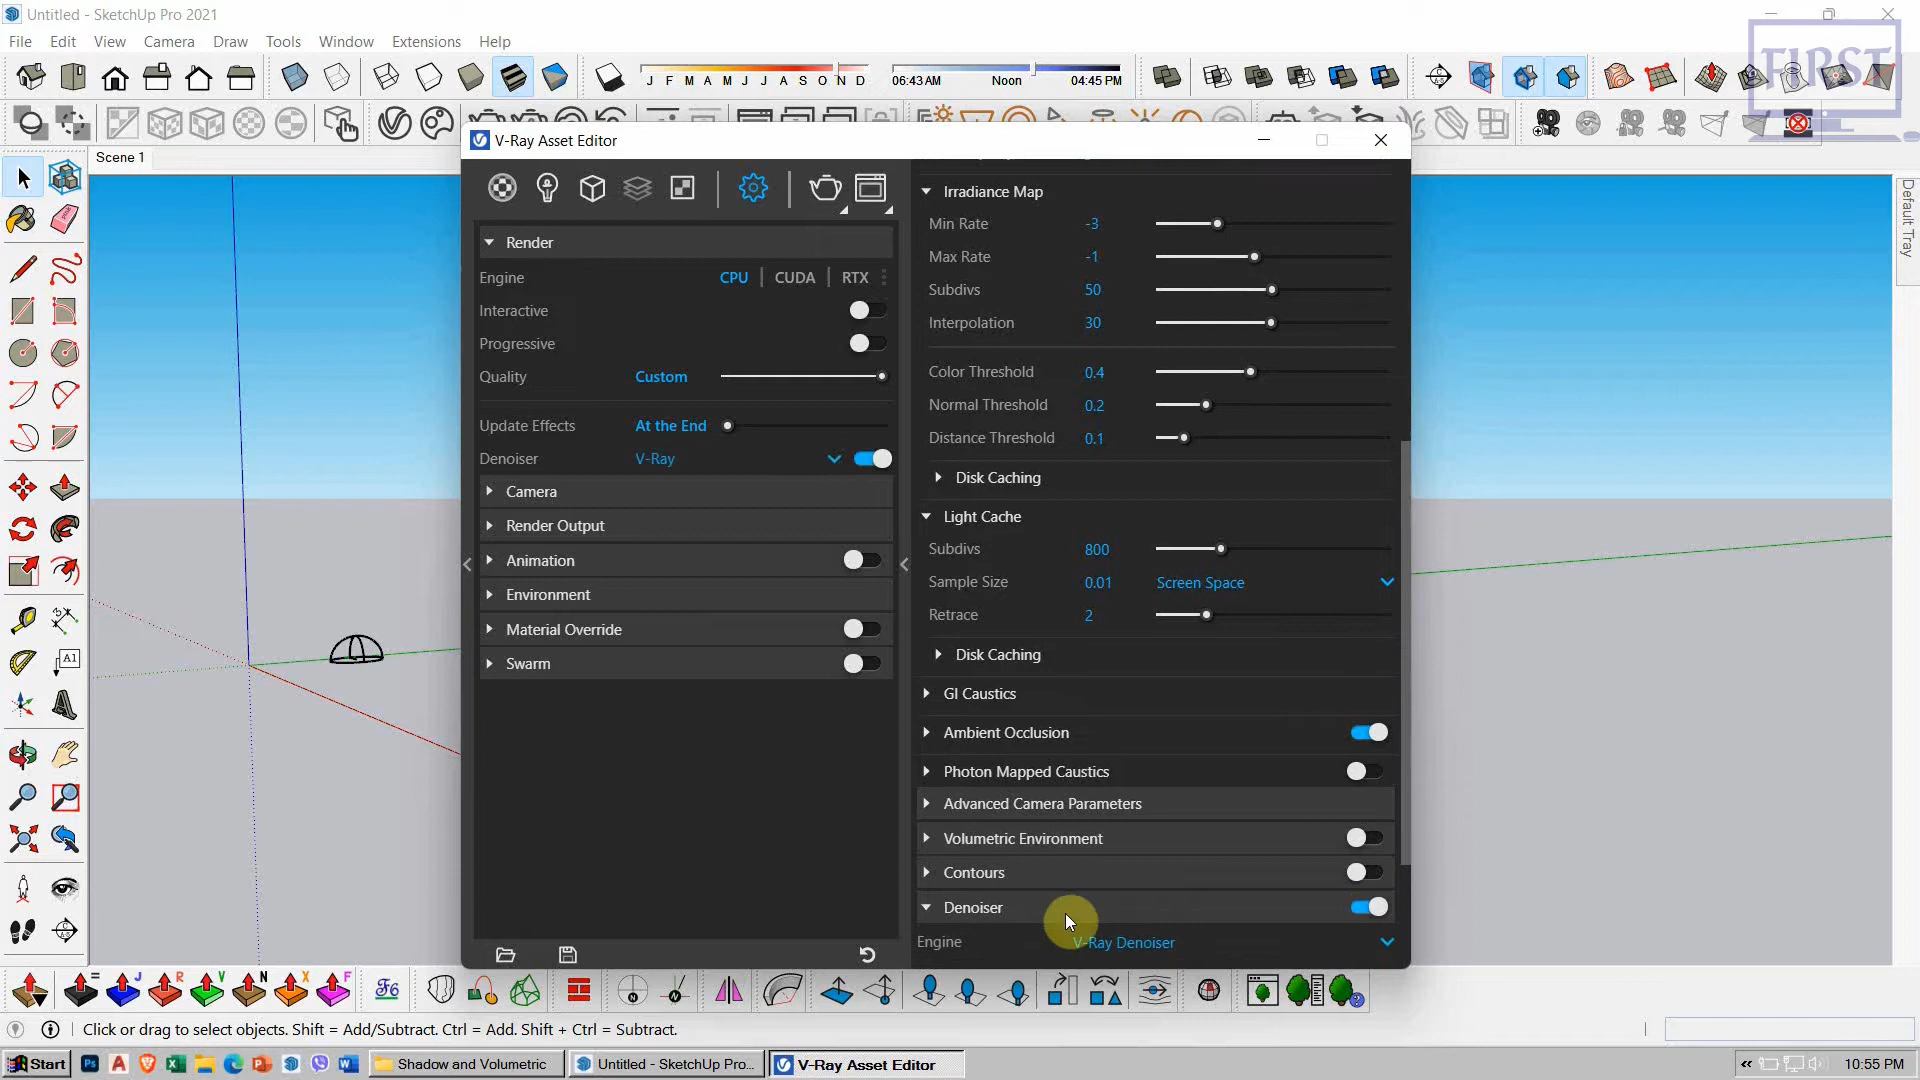 Untitled - SketchUp Pro 2021
File Edit View Camera Draw Tools Window Extensions Help
J F M A M J J A S O N D 06:43 AM Noon 04:45 PM
FIRST
Scene 1
V-Ray Asset Editor
Default Tray
Render
Engine CPU CUDA RTX
Interactive
Progressive
Quality Custom
Update Effects At the End
Denoiser V-Ray
Camera
Render Output
Animation
Environment
Material Override
Swarm
Irradiance Map
Min Rate -3
Max Rate -1
Subdivs 50
Interpolation 30
Color Threshold 0.4
Normal Threshold 0.2
Distance Threshold 0.1
Disk Caching
Light Cache
Subdivs 800
Sample Size 0.01 Screen Space
Retrace 2
Disk Caching
GI Caustics
Ambient Occlusion
Photon Mapped Caustics
Advanced Camera Parameters
Volumetric Environment
Contours
Denoiser
Engine V-Ray Denoiser
A1
= J R V N X F F6
Click or drag to select objects. Shift = Add/Subtract. Ctrl = Add. Shift + Ctrl = Subtract.
Start Shadow and Volumetric Untitled - SketchUp Pro... V-Ray Asset Editor 10:55 PM